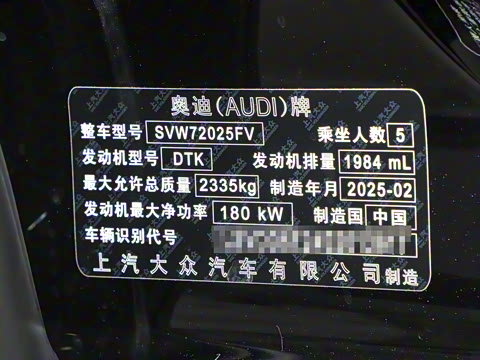 奥迪(AUDI)牌
整车型号 SVW72025FV 乘坐人数 5
发动机型号 DTK 发动机排量 1984 mL
最大允许总质量 2335kg 制造年月 2025-02
发动机最大净功率 180 kW 制造国 中国
车辆识别代号
上汽大众汽车有限公司制造